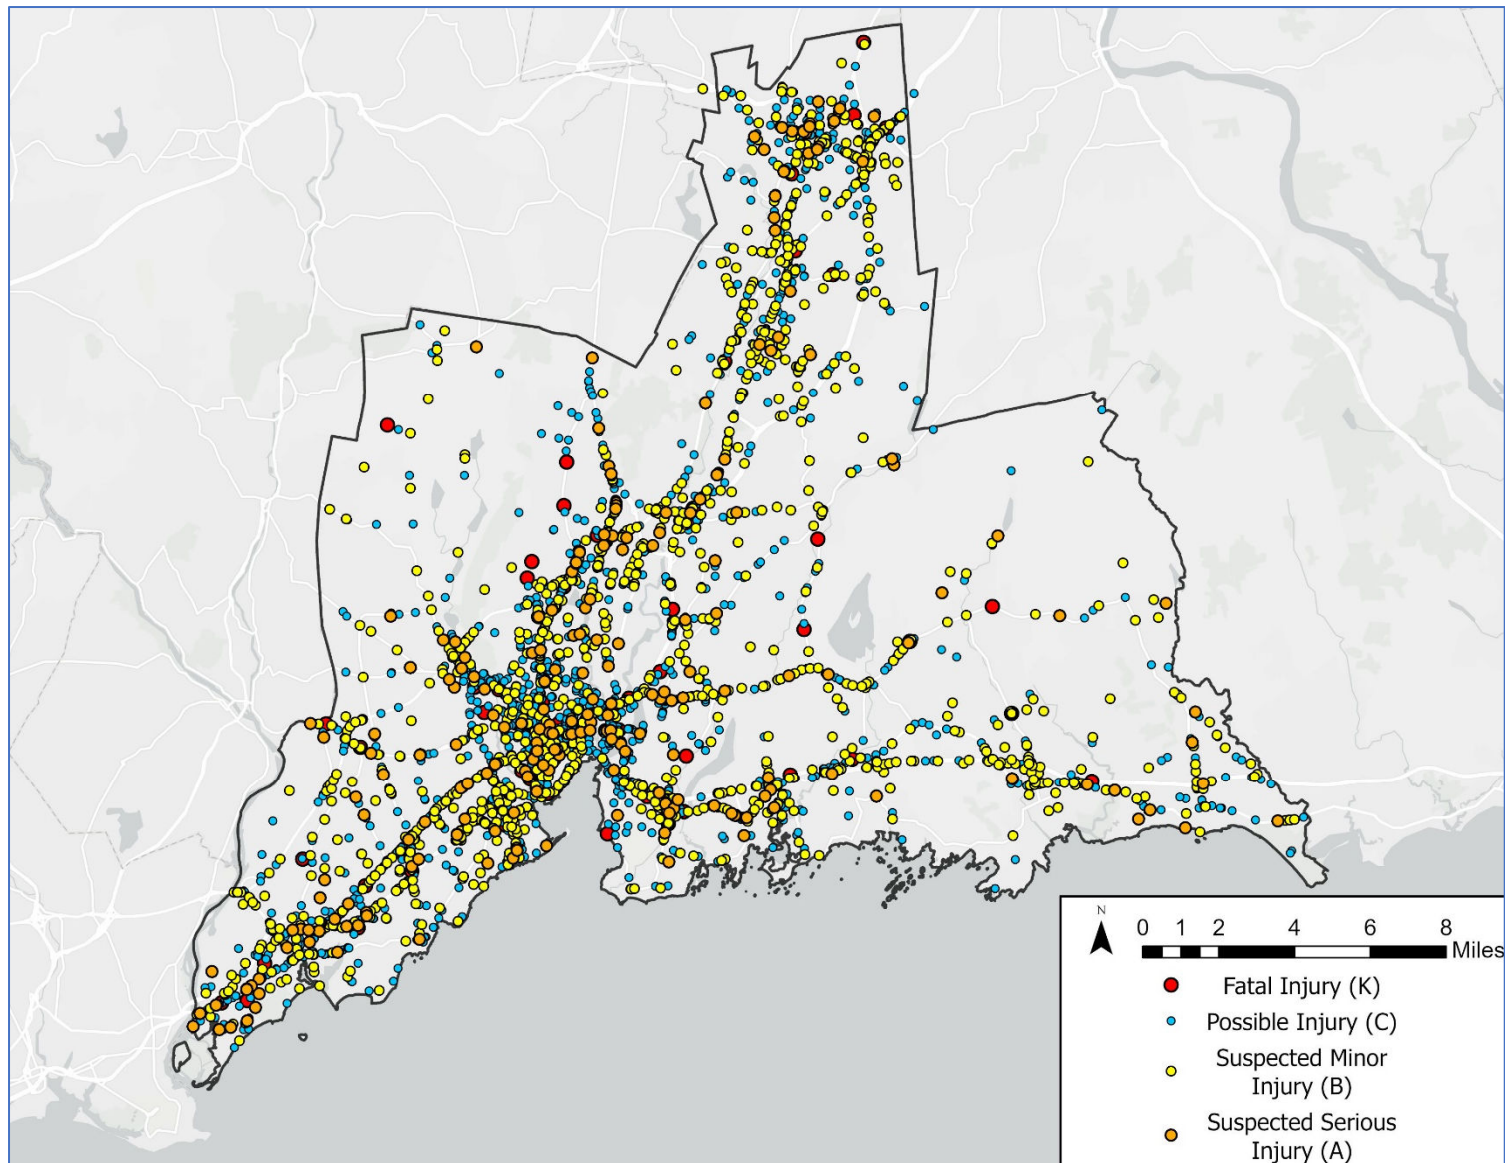 N
0 1 2 4 6 8
Miles
Fatal Injury (K)
Possible Injury (C)
Suspected Minor
Injury (B)
Suspected Serious
Injury (A)